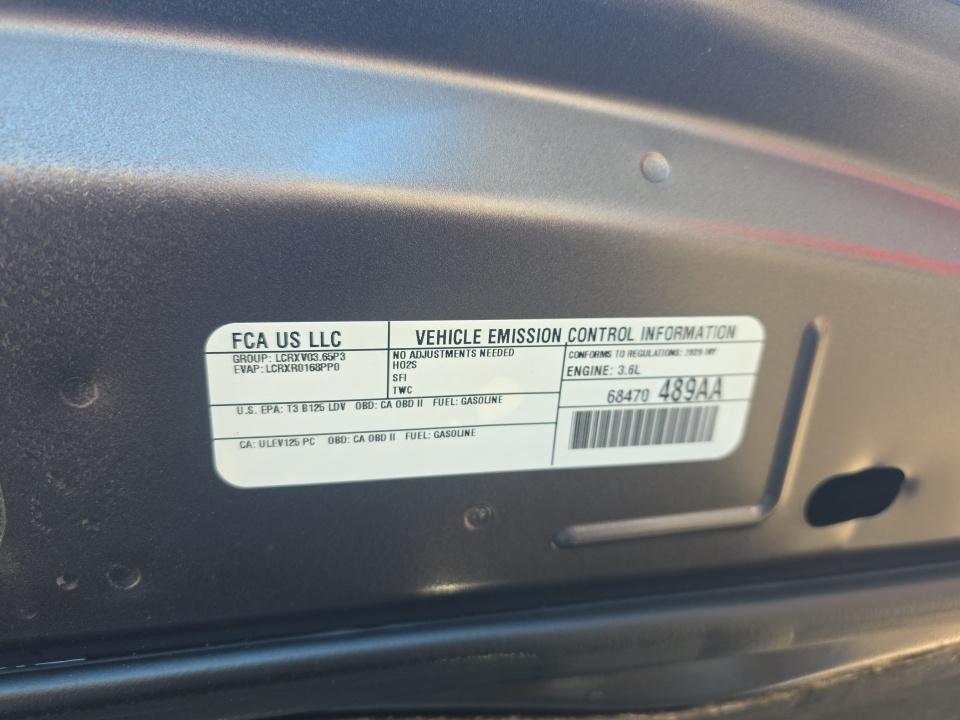 FCA US LLC
VEHICLE EMISSION CONTROL INFORMATION
GROUP: LCRXV03.65P3
EVAP: LCRXR0168PP0
NO ADJUSTMENTS NEEDED
HO2S
SFI
TWC
CONFORMS TO REGULATIONS: 2020 MY
ENGINE: 3.6L
68470 489AA
U.S. EPA: T3 B125 LDV OBD: CA OBD II FUEL: GASOLINE
CA: ULEV125 PC OBD: CA OBD II FUEL: GASOLINE